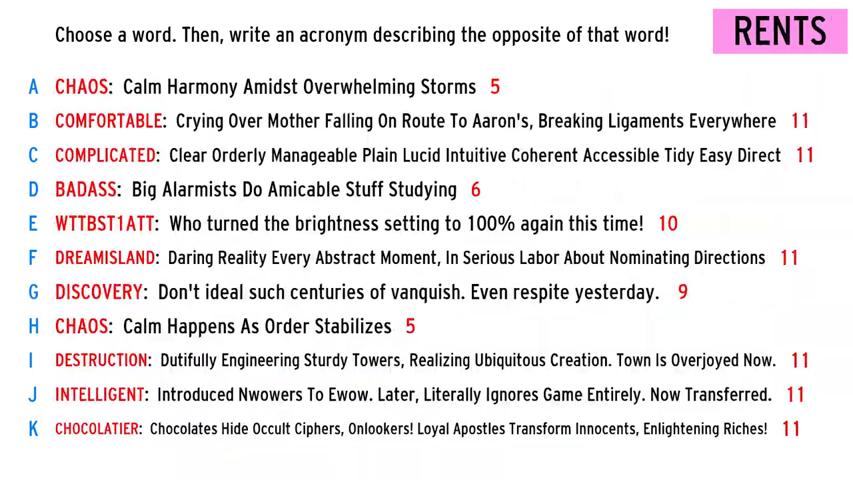 Choose a word. Then, write an acronym describing the opposite of that word!
RENTS
A CHAOS: Calm Harmony Amidst Overwhelming Storms 5
B COMFORTABLE: Crying Over Mother Falling On Route To Aaron's, Breaking Ligaments Everywhere 11
C COMPLICATED: Clear Orderly Manageable Plain Lucid Intuitive Coherent Accessible Tidy Easy Direct 11
D BADASS: Big Alarmists Do Amicable Stuff Studying 6
E WTTBST1ATT: Who turned the brightness setting to 100% again this time! 10
F DREAMISLAND: Daring Reality Every Abstract Moment, In Serious Labor About Nominating Directions 11
G DISCOVERY: Don't ideal such centuries of vanquish. Even respite yesterday. 9
H CHAOS: Calm Happens As Order Stabilizes 5
I DESTRUCTION: Dutifully Engineering Sturdy Towers, Realizing Ubiquitous Creation. Town Is Overjoyed Now. 11
J INTELLIGENT: Introduced Nwowers To Ewow. Later, Literally Ignores Game Entirely. Now Transferred. 11
K CHOCOLATIER: Chocolates Hide Occult Ciphers, Onlookers! Loyal Apostles Transform Innocents, Enlightening Riches! 11